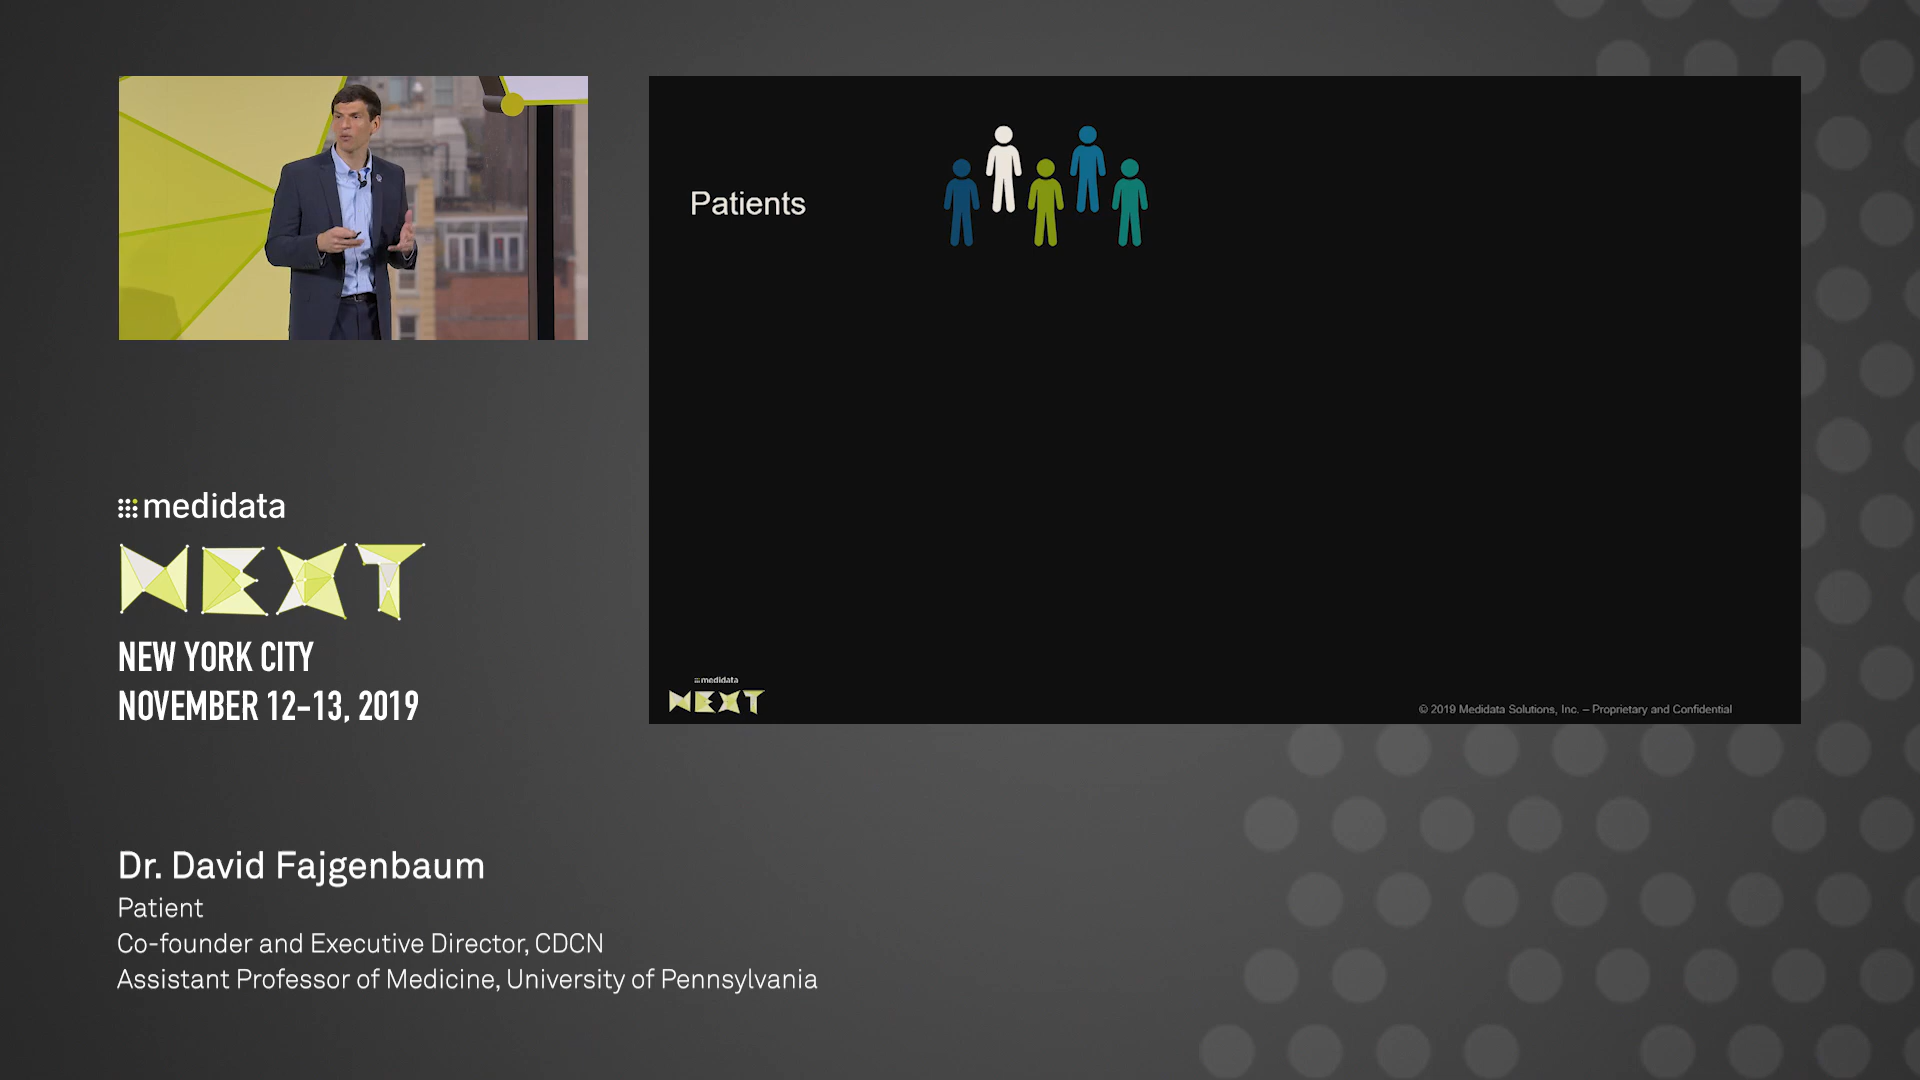 Patients
medidata
NEXT
© 2019 Medidata Solutions, Inc. – Proprietary and Confidential
medidata
NEXT
NEW YORK CITY
NOVEMBER 12-13, 2019
Dr. David Fajgenbaum
Patient
Co-founder and Executive Director, CDCN
Assistant Professor of Medicine, University of Pennsylvania